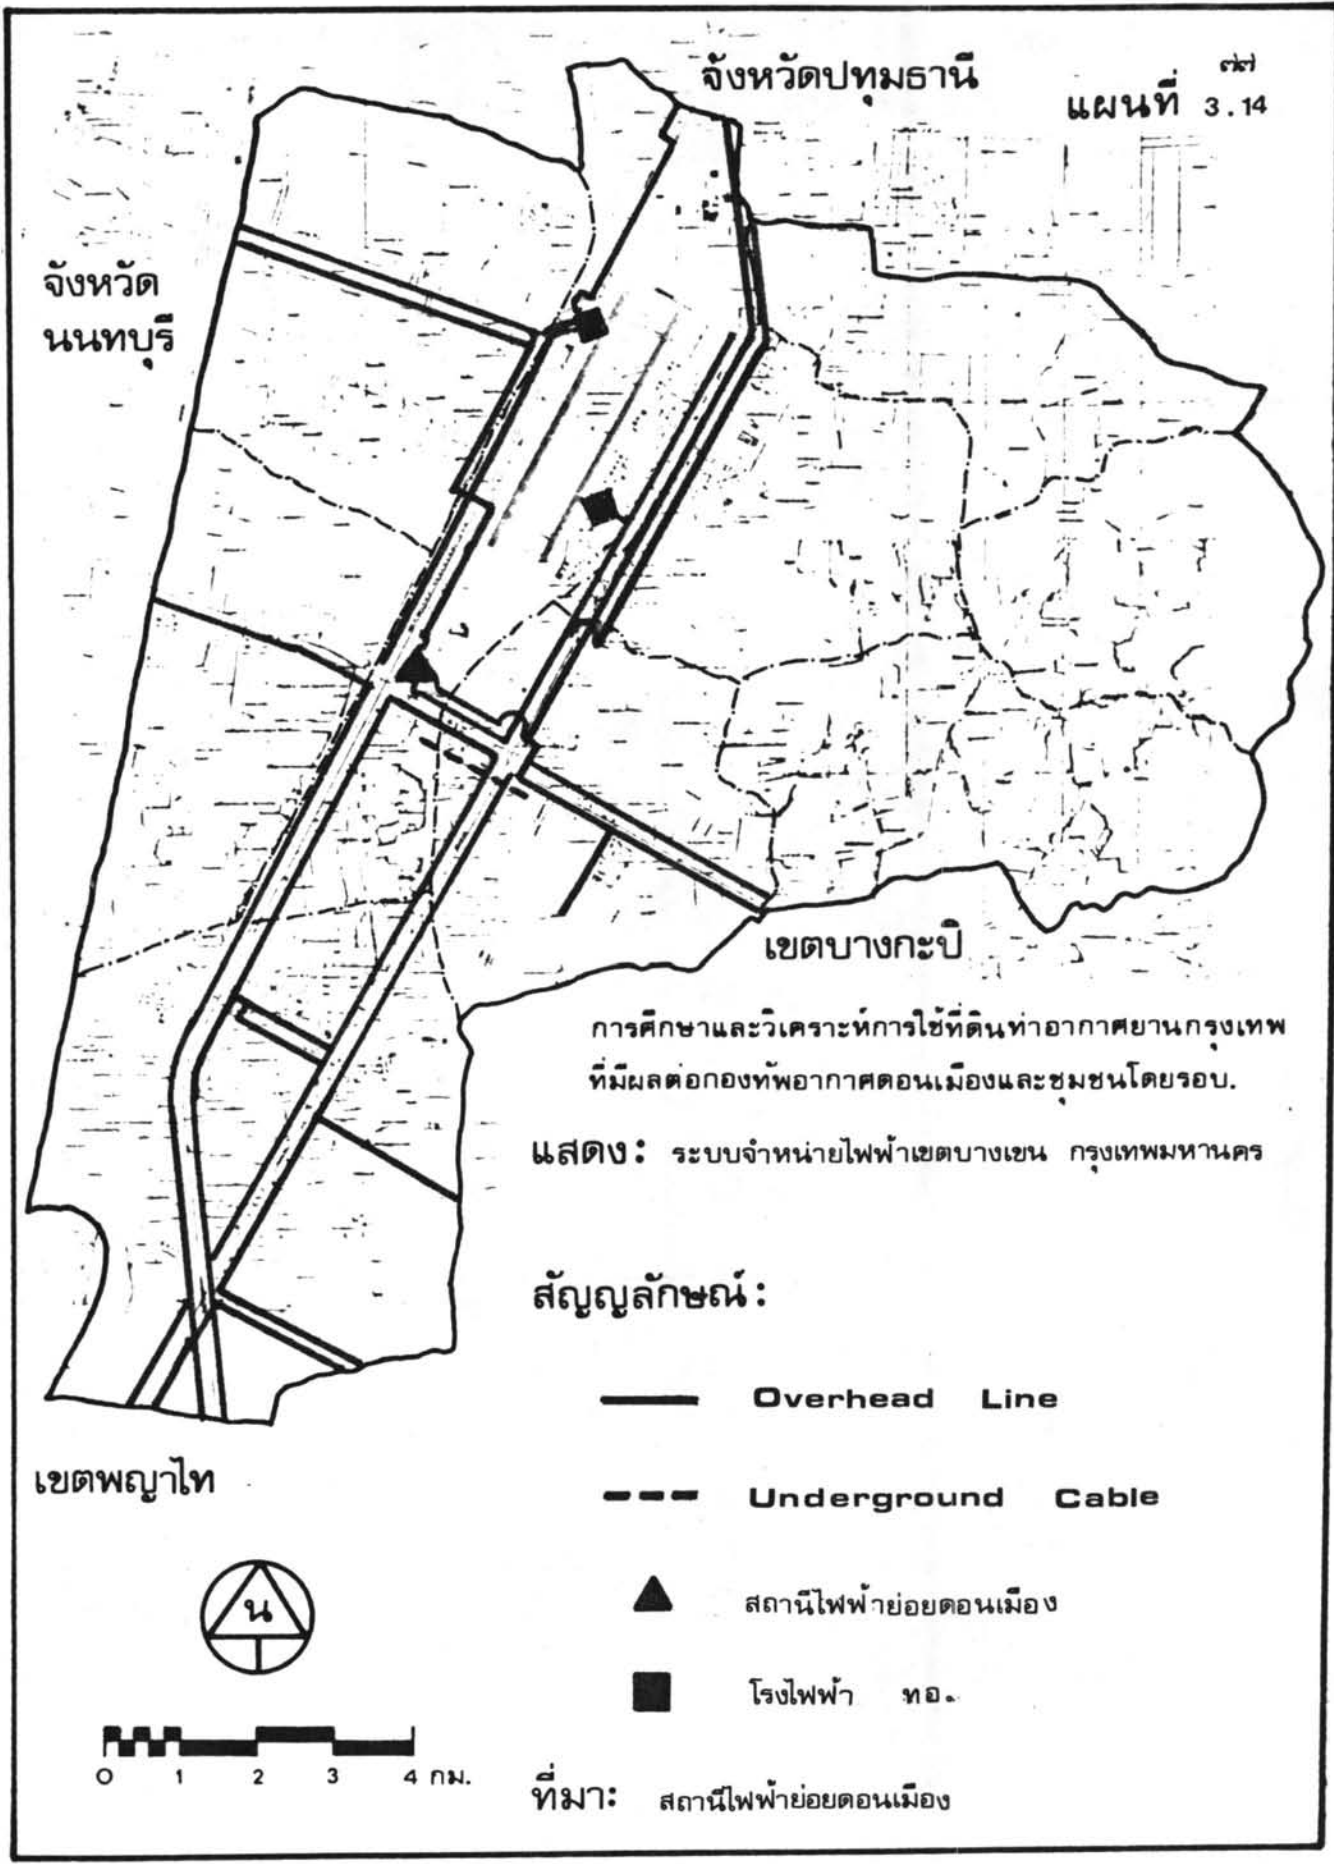 ๗๗
แผนที่ 3.14
จังหวัดปทุมธานี
จังหวัด
นนทบุรี
เขตบางกะปิ
การศึกษาและวิเคราะห์การใช้ที่ดินท่าอากาศยานกรุงเทพ
ที่มีผลต่อกองทัพอากาศดอนเมืองและชุมชนโดยรอบ.
แสดง: ระบบจำหน่ายไฟฟ้าเขตบางเขน กรุงเทพมหานคร
สัญญลักษณ์:
Overhead Line
Underground Cable
สถานีไฟฟ้าย่อยดอนเมือง
โรงไฟฟ้า ทอ.
เขตพญาไท
น
0 1 2 3 4 กม.
ที่มา: สถานีไฟฟ้าย่อยดอนเมือง